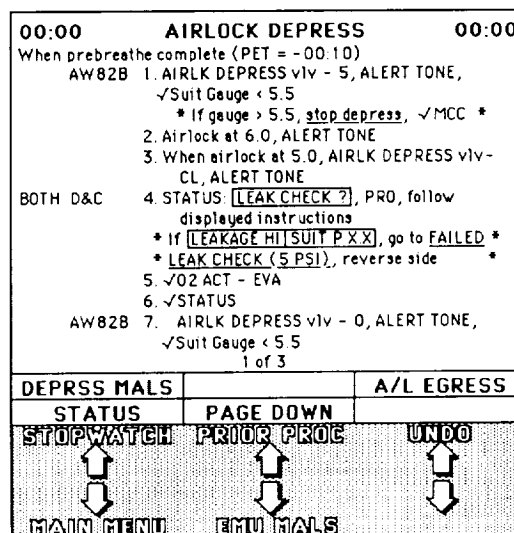 00:00 AIRLOCK DEPRESS 00:00
When prebreathe complete (PET = -00:10)
AW82B 1. AIRLK DEPRESS vlv - 5, ALERT TONE,
√Suit Gauge < 5.5
* If gauge > 5.5, stop depress, √MCC *
2. Airlock at 6.0, ALERT TONE
3. When airlock at 5.0, AIRLK DEPRESS vlv-
CL, ALERT TONE
BOTH D&C 4. STATUS: LEAK CHECK ?, PRO, follow
displayed instructions
* If LEAKAGE HI|SUIT P X.X, go to FAILED *
* LEAK CHECK (5 PSI), reverse side *
5. √O2 ACT - EVA
6. √STATUS
AW82B 7. AIRLK DEPRESS vlv - 0, ALERT TONE,
√Suit Gauge < 5.5
1 of 3
DEPRSS MALS A/L EGRESS
STATUS PAGE DOWN
STOPWATCH PRIOR PROC UNDO
MAIN MENU EMU MALS